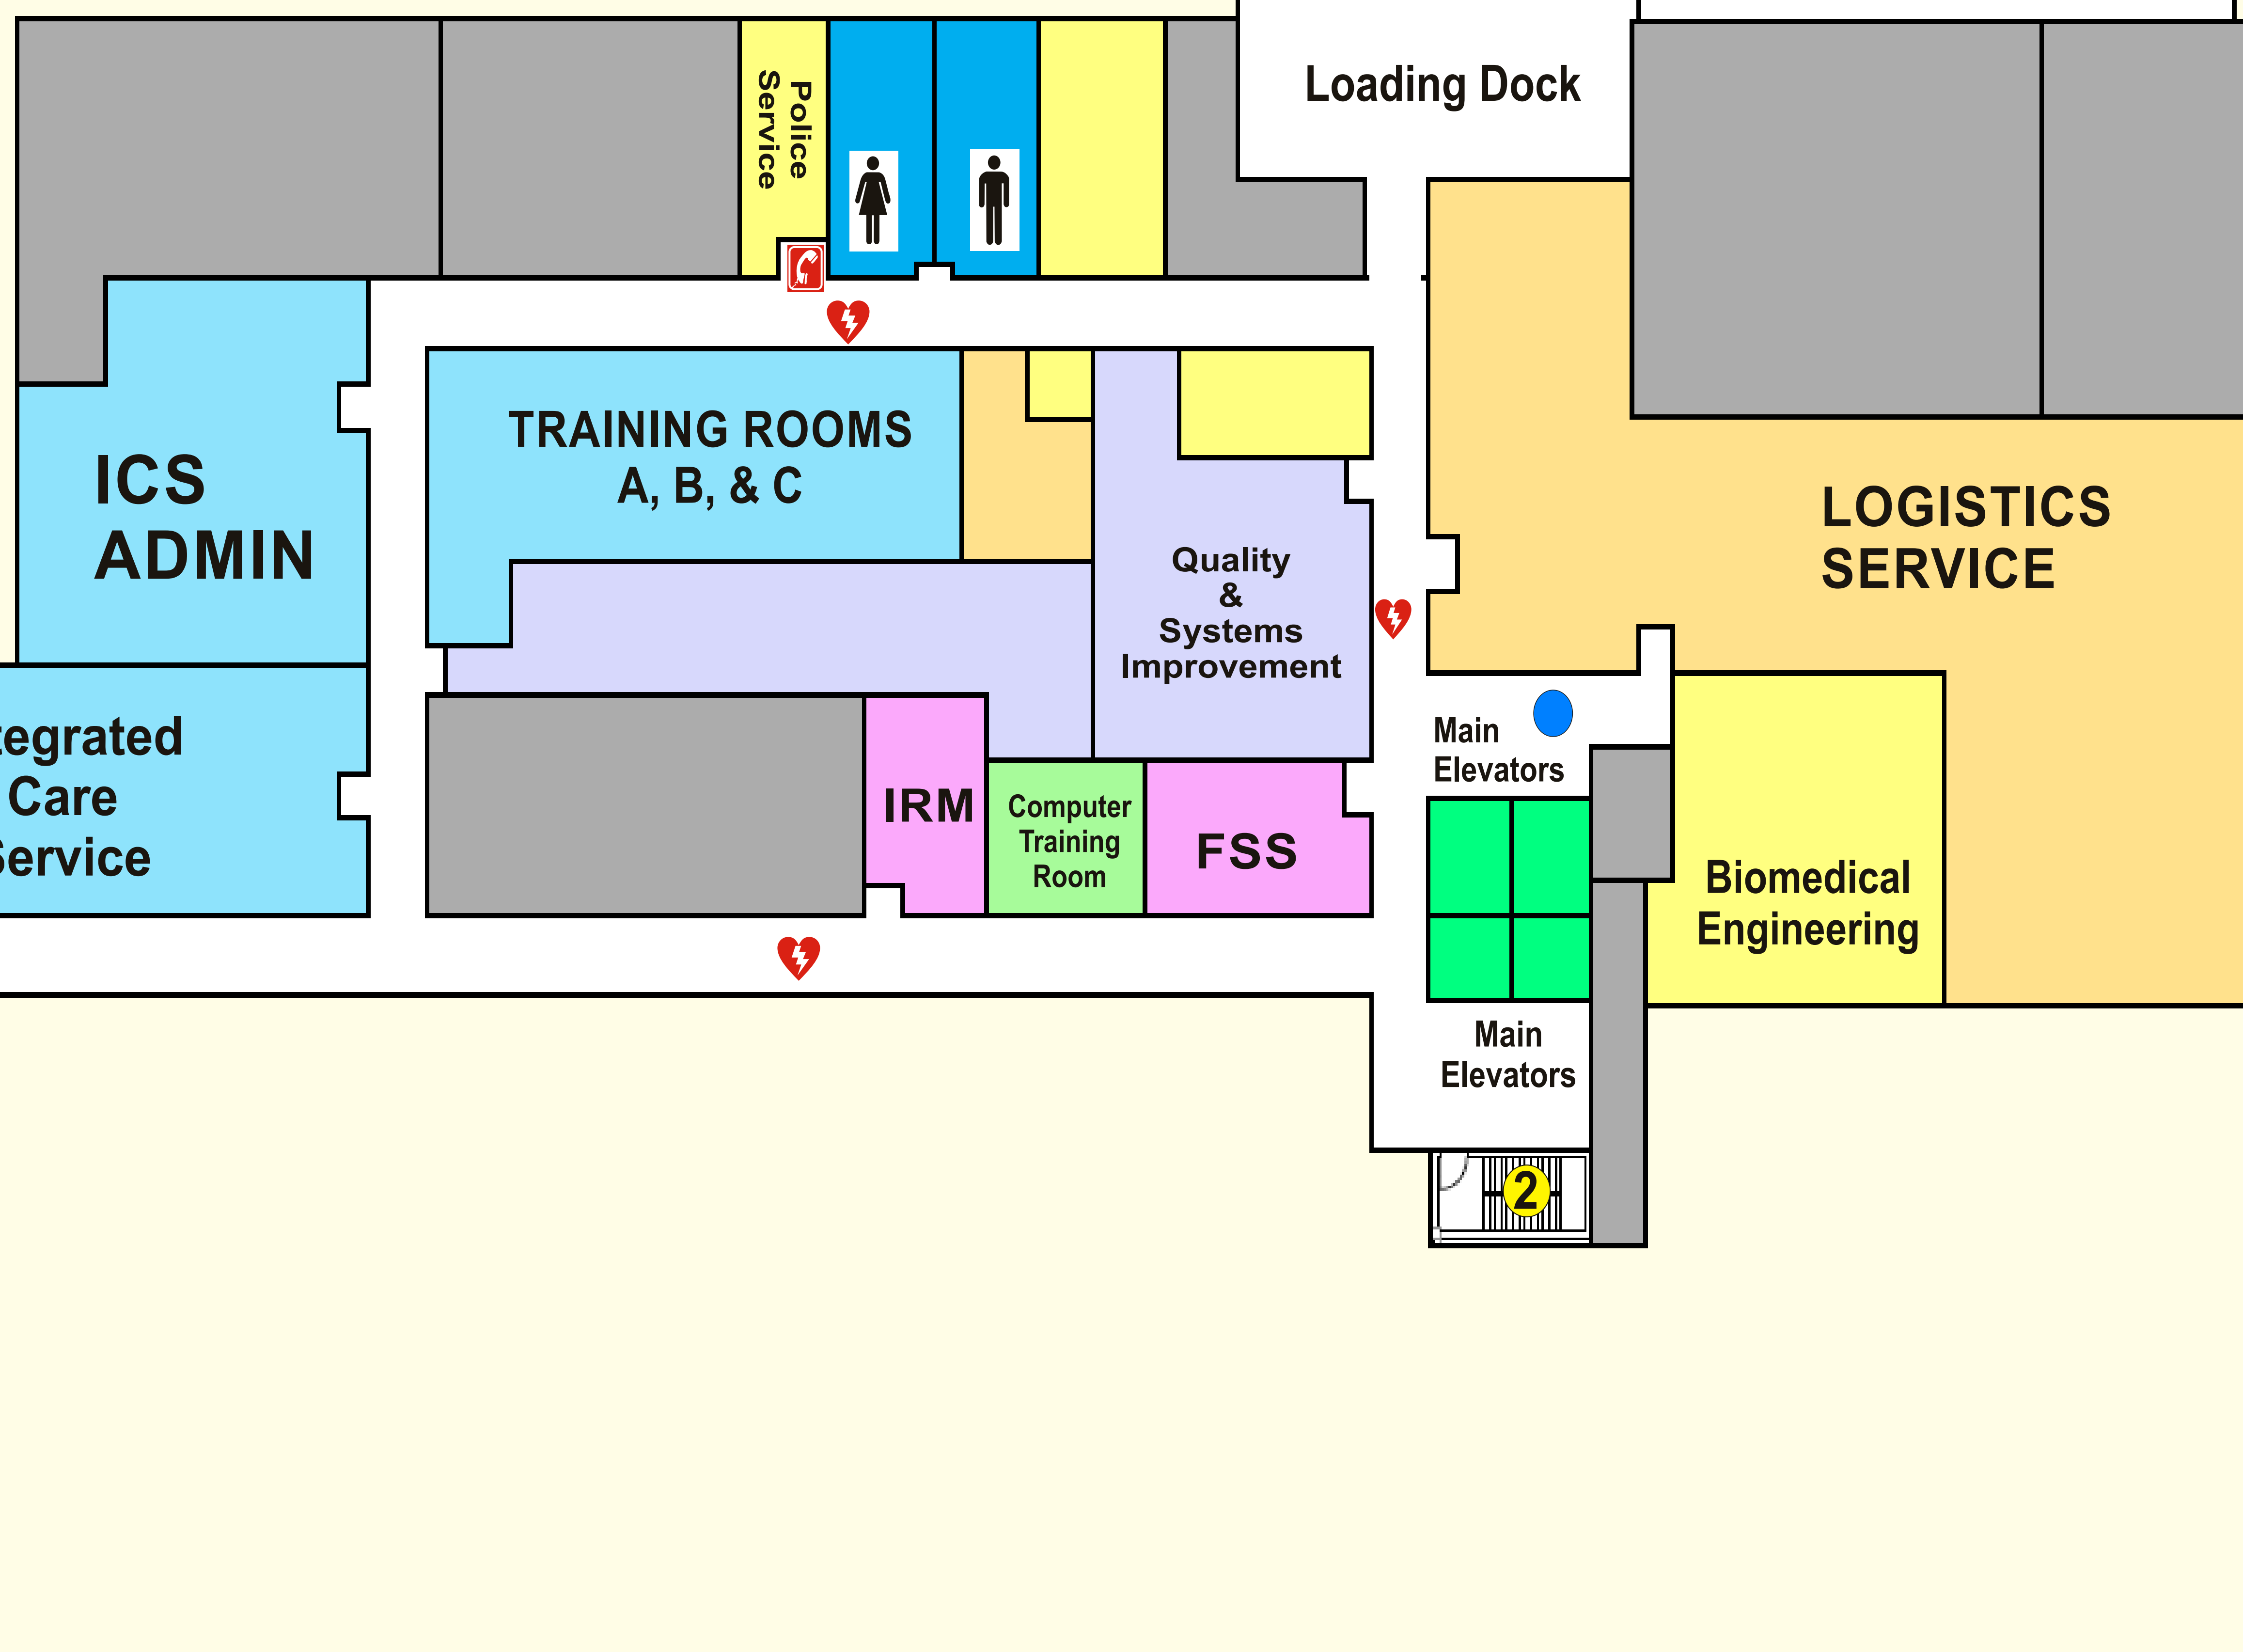 Police
Service
Loading Dock
TRAINING ROOMS
A, B, & C
ICS
ADMIN
LOGISTICS
SERVICE
Quality
&
Systems
Improvement
tegrated
Care
Service
Main
Elevators
IRM
Computer
Training
Room
FSS
Biomedical
Engineering
Main
Elevators
2